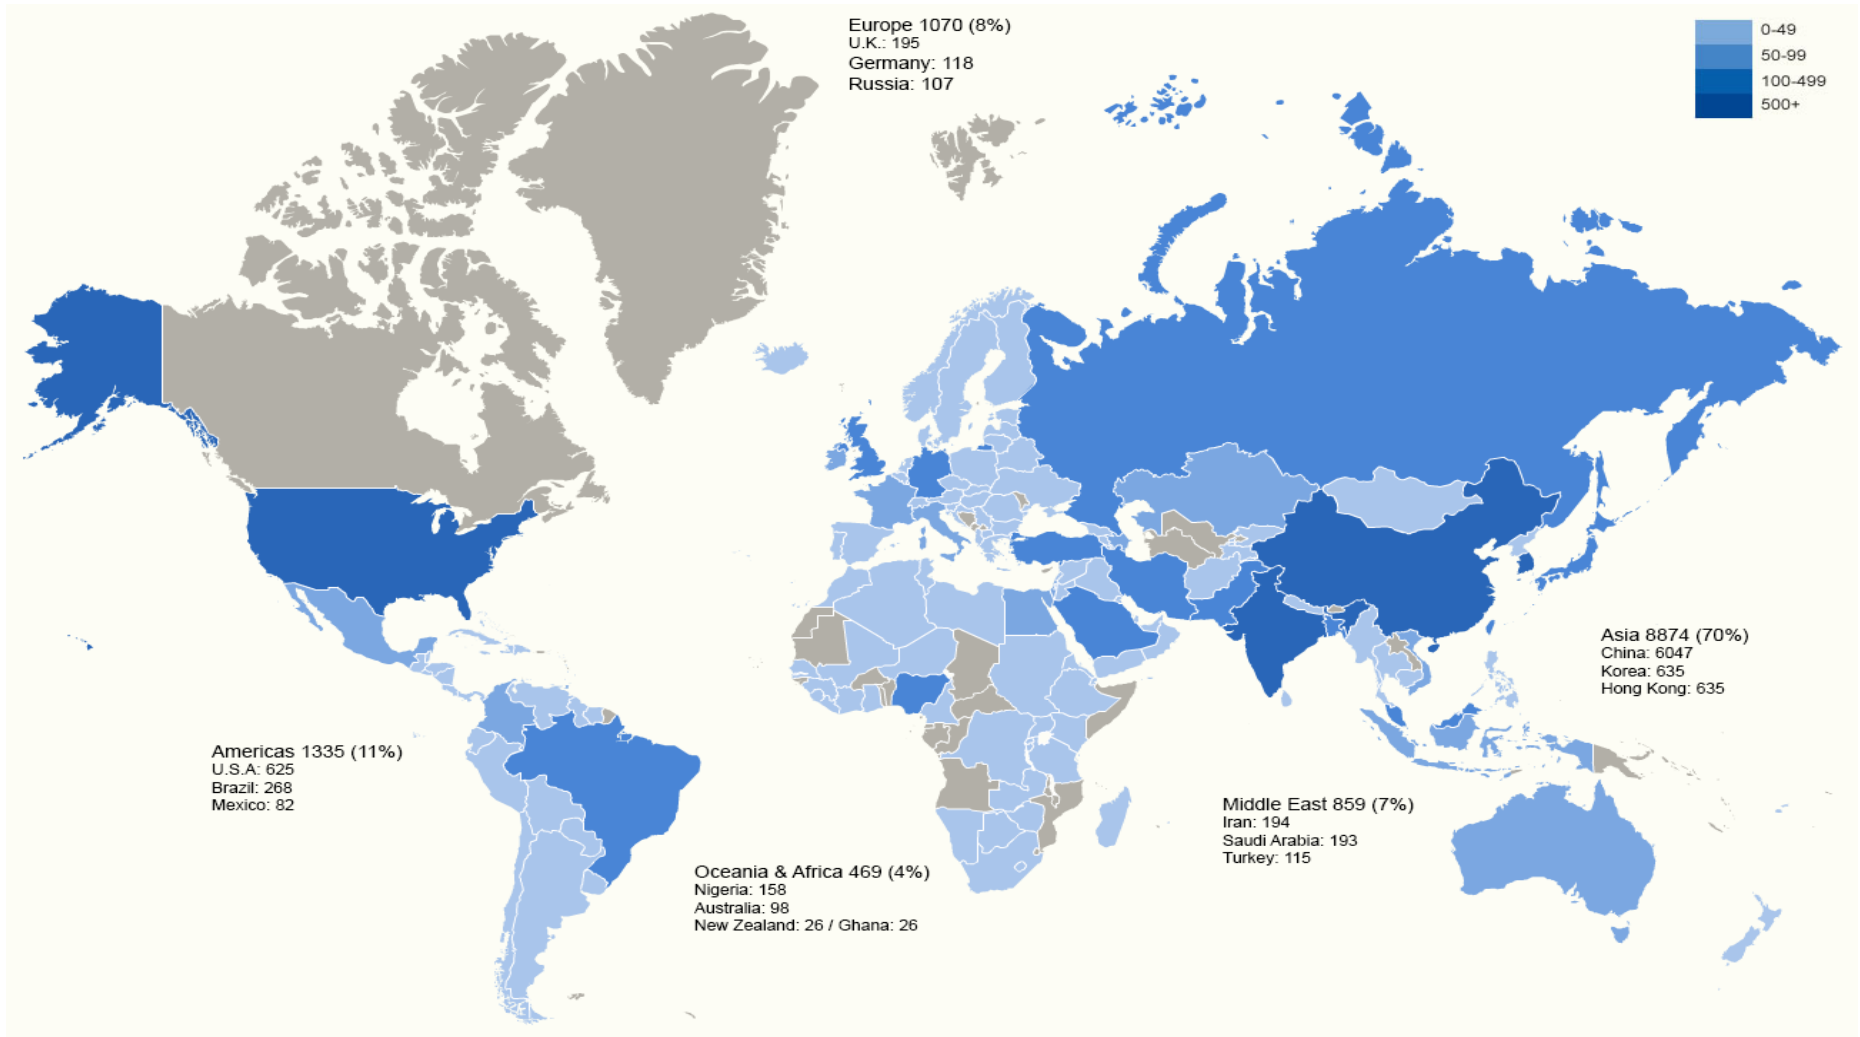 Europe 1070 (8%)
U.K.: 195
Germany: 118
Russia: 107
0-49
50-99
100-499
500+
Asia 8874 (70%)
China: 6047
Korea: 635
Hong Kong: 635
Americas 1335 (11%)
U.S.A: 625
Brazil: 268
Mexico: 82
Middle East 859 (7%)
Iran: 194
Saudi Arabia: 193
Turkey: 115
Oceania & Africa 469 (4%)
Nigeria: 158
Australia: 98
New Zealand: 26 / Ghana: 26